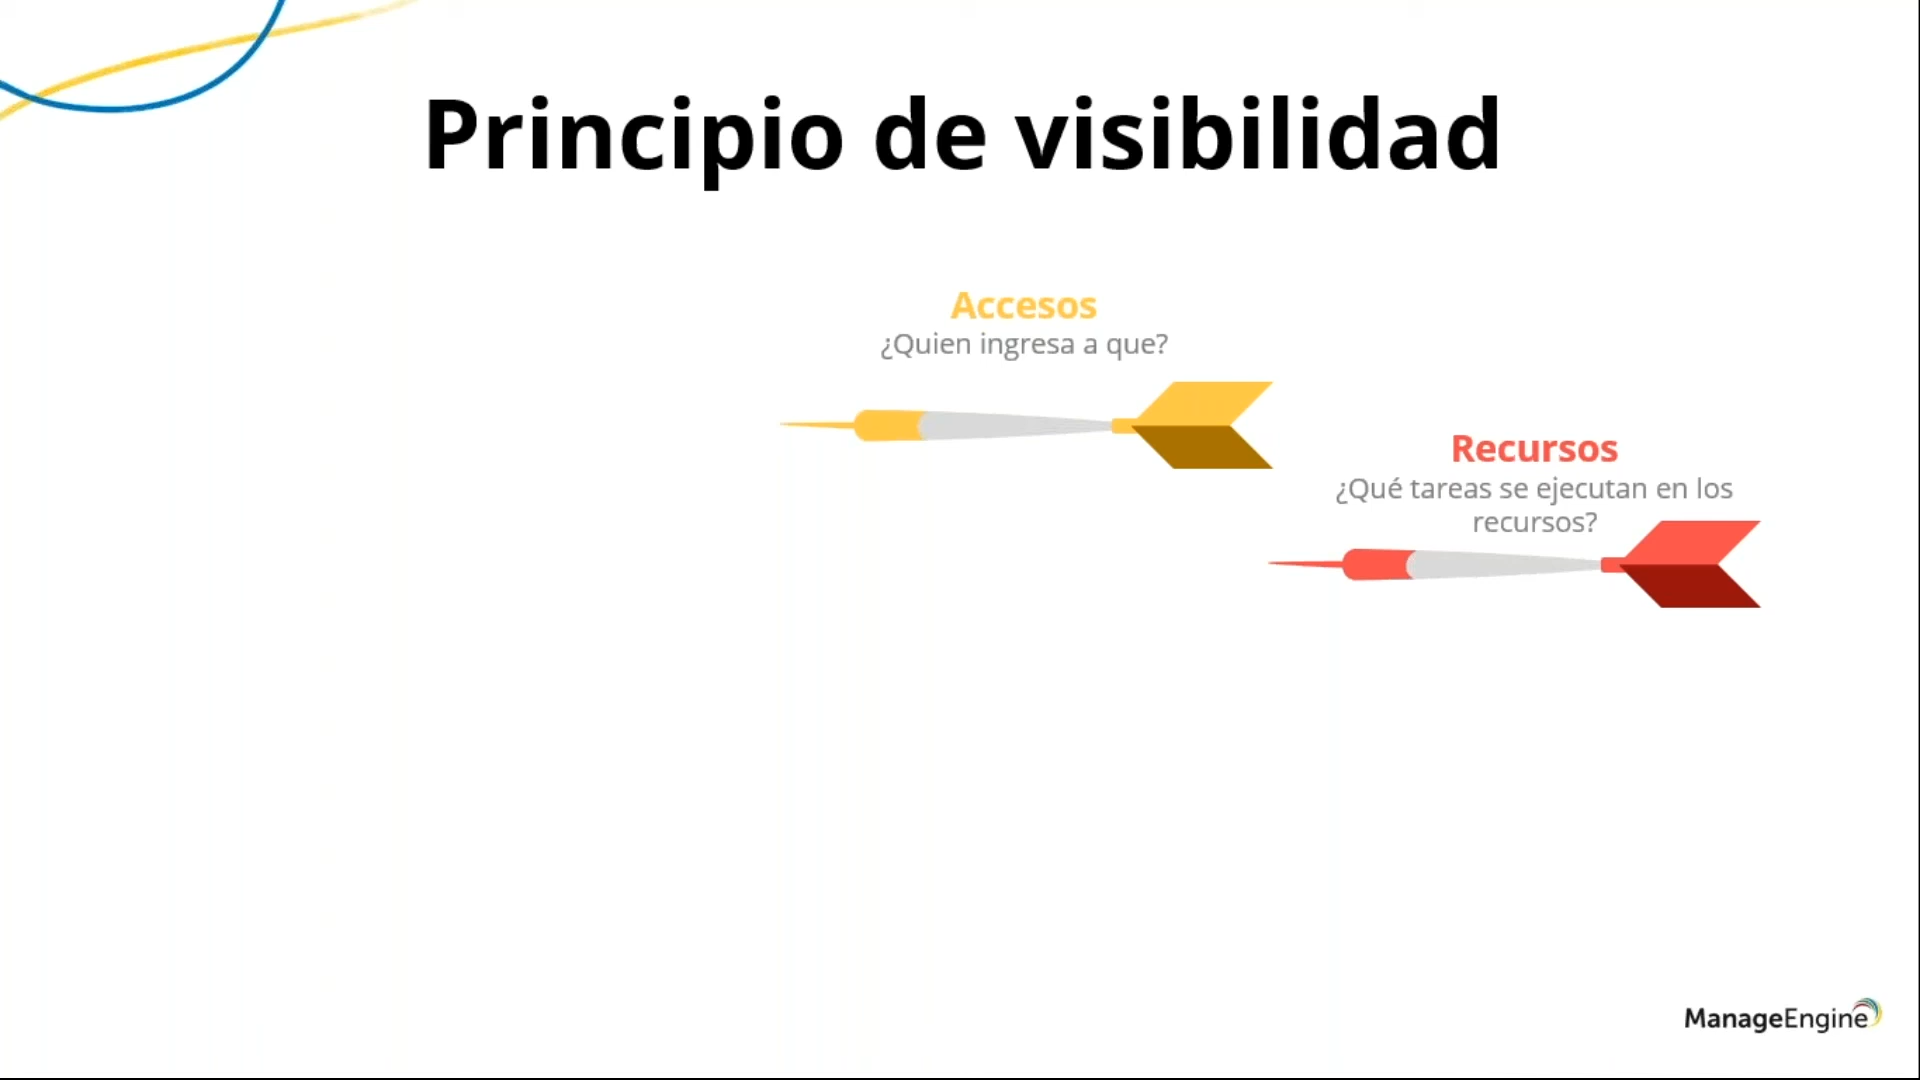 Principio de visibilidad
Accesos
¿Quien ingresa a que?
Recursos
¿Qué tareas se ejecutan en los
recursos?
ManageEngine